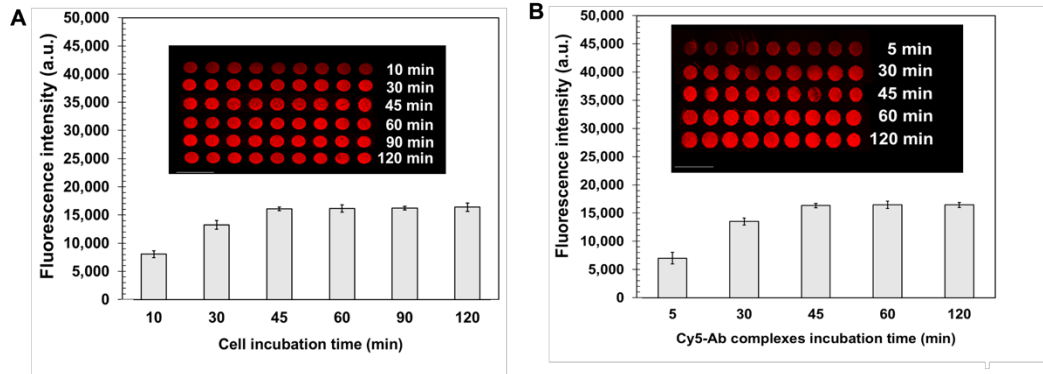 A
Fluorescence intensity (a.u.)
50,000
45,000
40,000
35,000
30,000
25,000
20,000
15,000
10,000
5,000
0
10 min
30 min
45 min
60 min
90 min
120 min
10 30 45 60 90 120
Cell incubation time (min)
B
Fluorescence intensity (a.u.)
50,000
45,000
40,000
35,000
30,000
25,000
20,000
15,000
10,000
5,000
0
5 min
30 min
45 min
60 min
120 min
5 30 45 60 120
Cy5-Ab complexes incubation time (min)